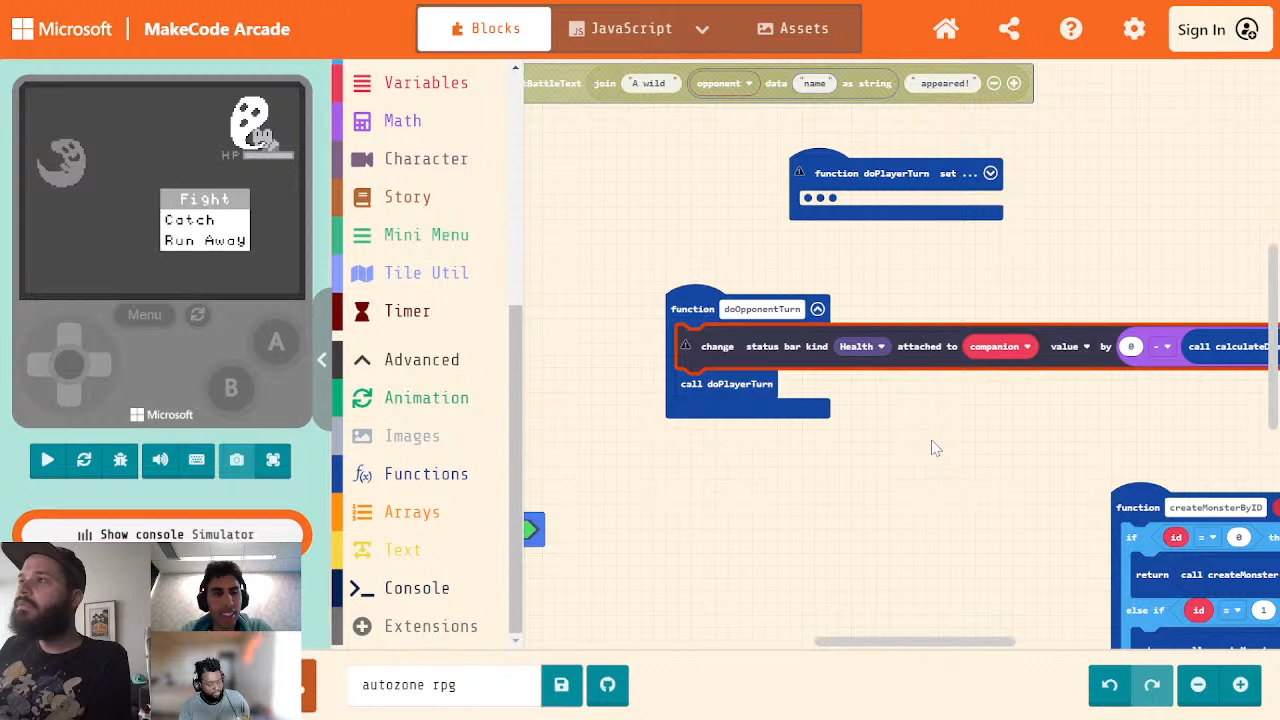 Microsoft MakeCode Arcade Blocks JavaScript Assets Sign In
Variables
Math
Character
Story
Mini Menu
Tile Util
Timer
Advanced
Animation
Images
Functions
Arrays
Text
Console
Extensions
HP
Fight
Catch
Run Away
Menu
A
B
Microsoft
Show console Simulator
tBattleText join "A wild " opponent data "name" as string " appeared!"
function doPlayerTurn set ...
function doOpponentTurn
change status bar kind Health attached to companion value by 0 - call calculateD
call doPlayerTurn
function createMonsterByID
if id = 0 th
return call createMonster
else if id = 1
autozone rpg